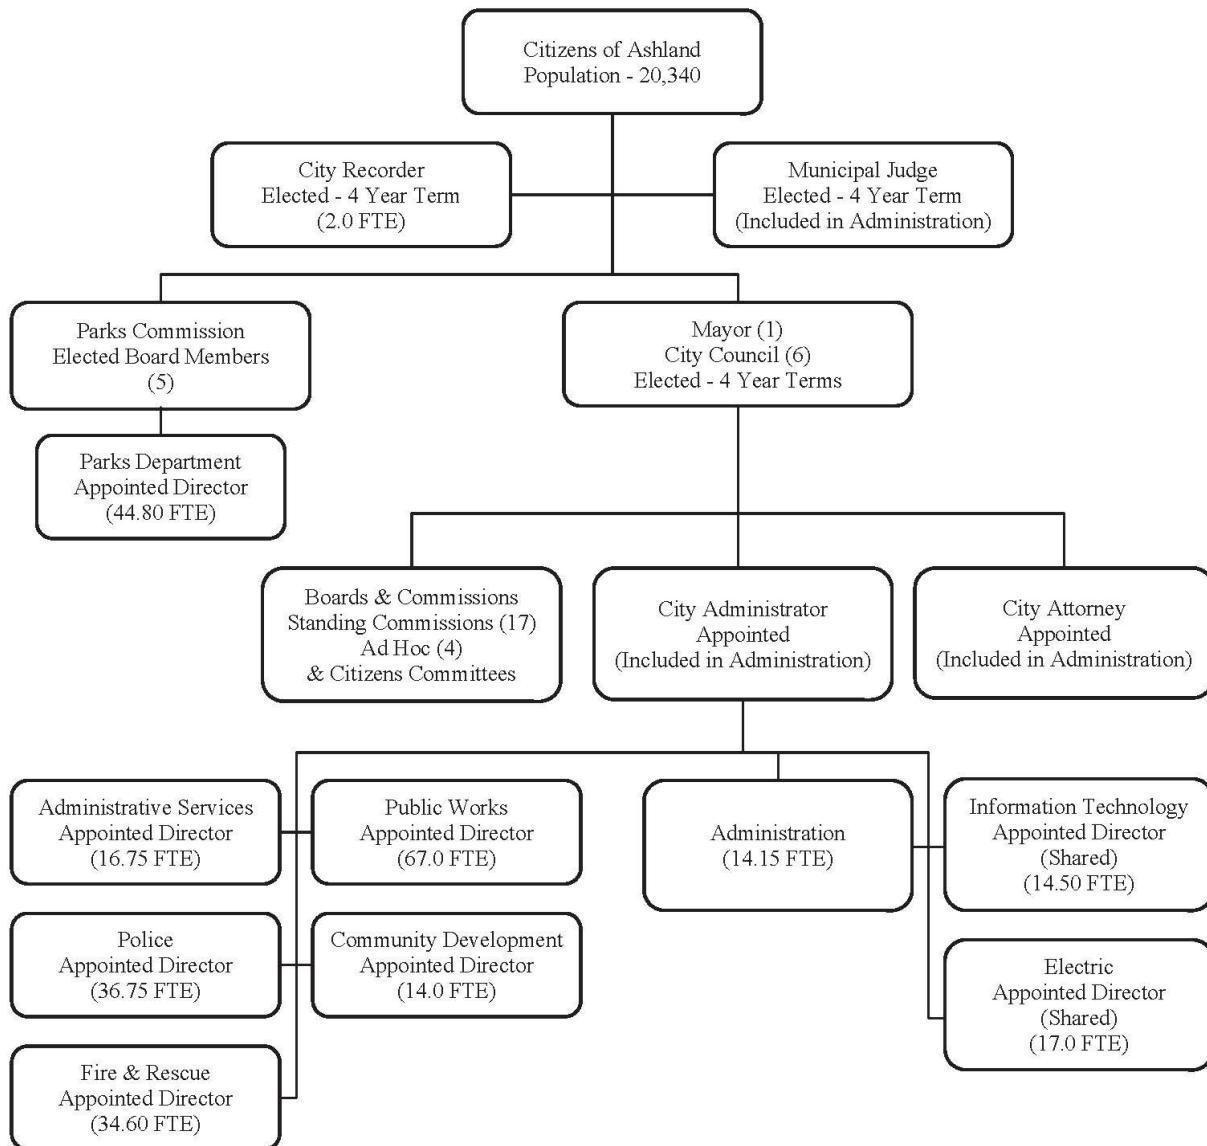 Citizens of Ashland
Population - 20,340
City Recorder
Elected - 4 Year Term
(2.0 FTE)
Municipal Judge
Elected - 4 Year Term
(Included in Administration)
Parks Commission
Elected Board Members
(5)
Mayor (1)
City Council (6)
Elected - 4 Year Terms
Parks Department
Appointed Director
(44.80 FTE)
Boards & Commissions
Standing Commissions (17)
Ad Hoc (4)
& Citizens Committees
City Administrator
Appointed
(Included in Administration)
City Attorney
Appointed
(Included in Administration)
Administrative Services
Appointed Director
(16.75 FTE)
Public Works
Appointed Director
(67.0 FTE)
Administration
(14.15 FTE)
Information Technology
Appointed Director
(Shared)
(14.50 FTE)
Police
Appointed Director
(36.75 FTE)
Community Development
Appointed Director
(14.0 FTE)
Electric
Appointed Director
(Shared)
(17.0 FTE)
Fire & Rescue
Appointed Director
(34.60 FTE)